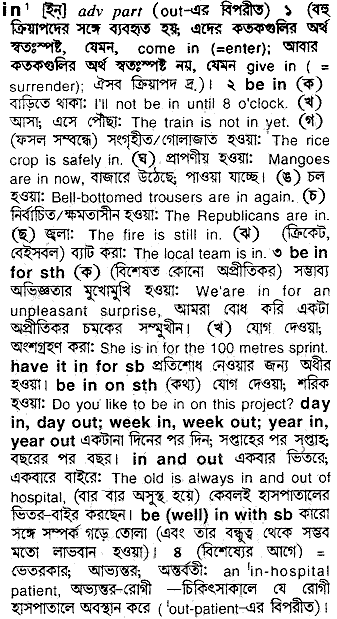 in¹ [ইন] adv part (out-এর বিপরীত) ১ (বহু
ক্রিয়াপদের সঙ্গে ব্যবহৃত হয়; এদের কতকগুলির অর্থ
স্বতঃস্পষ্ট, যেমন, come in (=enter); আবার
কতকগুলির অর্থ স্বতঃস্পষ্ট নয়, যেমন give in ( =
surrender); ঐসব ক্রিয়াপদ দ্র.)। ২ be in (ক)
বাড়িতে থাকা: I'll not be in until 8 o'clock. (খ)
আসা; এসে পৌঁছা: The train is not in yet. (গ)
(ফসল সম্বন্ধে) সংগৃহীত/গোলাজাত হওয়া: The rice
crop is safely in. (ঘ) প্রাপণীয় হওয়া: Mangoes
are in now, বাজারে উঠেছে; পাওয়া যাচ্ছে। (ঙ) চল
হওয়া: Bell-bottomed trousers are in again. (চ)
নির্বাচিত/ক্ষমতাসীন হওয়া: The Republicans are in.
(ছ) জ্বলা: The fire is still in. (ঝ) (ক্রিকেট,
বেইসবল) ব্যাট করা: The local team is in. ৩ be in
for sth (ক) (বিশেষত কোনো অপ্রীতিকর) সম্ভাব্য
অভিজ্ঞতার মুখোমুখি হওয়া: We'are in for an
unpleasant surprise, আমরা বোধ করি একটা
অপ্রীতিকর চমকের সম্মুখীন। (খ) যোগ দেওয়া;
অংশগ্রহণ করা: She is in for the 100 metres sprint.
have it in for sb প্রতিশোধ নেওয়ার জন্য অধীর
হওয়া। be in on sth (কথ্য) যোগ দেওয়া; শরিক
হওয়া: Do you like to be in on this project? day
in, day out; week in, week out; year in,
year out একটানা দিনের পর দিন; সপ্তাহের পর সপ্তাহ;
বছরের পর বছর। in and out একবার ভিতরে,
একবারে বাইরে: The old is always in and out of
hospital, (বার বার অসুস্থ হয়ে) কেবলই হাসপাতালের
ভিতর-বাইর করছেন। be (well) in with sb কারো
সঙ্গে সম্পর্ক গড়ে তোলা (এবং তার বন্ধুত্ব থেকে সম্ভব
মতো লাভবান হওয়া)। ৪ (বিশেষ্যের আগে) =
ভেতরকার; আভ্যন্তর; অন্তর্বর্তী: an ˈin-hospital
patient, অভ্যন্তর-রোগী —চিকিৎসাকালে যে রোগী
হাসপাতালে অবস্থান করে (ˈout-patient-এর বিপরীত)।